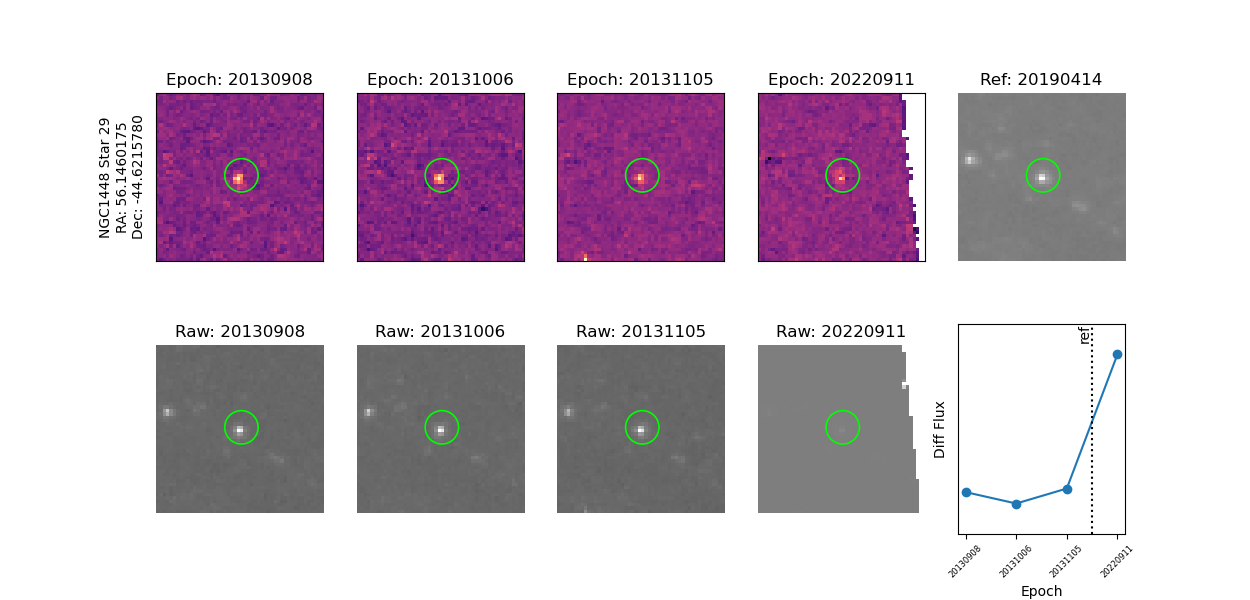 Epoch: 20130908
Epoch: 20131006
Epoch: 20131105
Epoch: 20220911
Ref: 20190414
NGC1448 Star 29
RA: 56.1460175
Dec: -44.6215780
Raw: 20130908
Raw: 20131006
Raw: 20131105
Raw: 20220911
ref
Diff Flux
20130908
20131006
20131105
20220911
Epoch